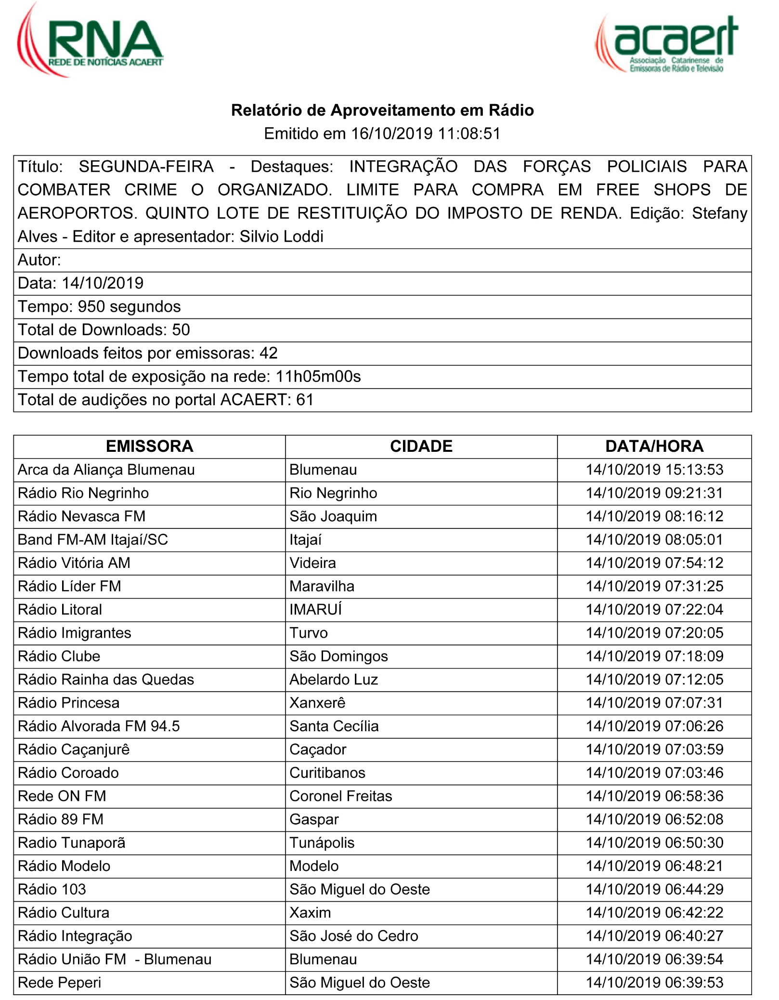 RNA
REDE DE NOTÍCIAS ACAERT
acaert
Associação Catarinense de
Emissoras de Rádio e Televisão
Relatório de Aproveitamento em Rádio
Emitido em 16/10/2019 11:08:51
Título: SEGUNDA-FEIRA - Destaques: INTEGRAÇÃO DAS FORÇAS POLICIAIS PARA
COMBATER CRIME O ORGANIZADO. LIMITE PARA COMPRA EM FREE SHOPS DE
AEROPORTOS. QUINTO LOTE DE RESTITUIÇÃO DO IMPOSTO DE RENDA. Edição: Stefany
Alves - Editor e apresentador: Silvio Loddi
Autor:
Data: 14/10/2019
Tempo: 950 segundos
Total de Downloads: 50
Downloads feitos por emissoras: 42
Tempo total de exposição na rede: 11h05m00s
Total de audições no portal ACAERT: 61
EMISSORA CIDADE DATA/HORA
Arca da Aliança Blumenau Blumenau 14/10/2019 15:13:53
Rádio Rio Negrinho Rio Negrinho 14/10/2019 09:21:31
Rádio Nevasca FM São Joaquim 14/10/2019 08:16:12
Band FM-AM Itajaí/SC Itajaí 14/10/2019 08:05:01
Rádio Vitória AM Videira 14/10/2019 07:54:12
Rádio Líder FM Maravilha 14/10/2019 07:31:25
Rádio Litoral IMARUÍ 14/10/2019 07:22:04
Rádio Imigrantes Turvo 14/10/2019 07:20:05
Rádio Clube São Domingos 14/10/2019 07:18:09
Rádio Rainha das Quedas Abelardo Luz 14/10/2019 07:12:05
Rádio Princesa Xanxerê 14/10/2019 07:07:31
Rádio Alvorada FM 94.5 Santa Cecília 14/10/2019 07:06:26
Rádio Caçanjurê Caçador 14/10/2019 07:03:59
Rádio Coroado Curitibanos 14/10/2019 07:03:46
Rede ON FM Coronel Freitas 14/10/2019 06:58:36
Rádio 89 FM Gaspar 14/10/2019 06:52:08
Radio Tunaporã Tunápolis 14/10/2019 06:50:30
Rádio Modelo Modelo 14/10/2019 06:48:21
Rádio 103 São Miguel do Oeste 14/10/2019 06:44:29
Rádio Cultura Xaxim 14/10/2019 06:42:22
Rádio Integração São José do Cedro 14/10/2019 06:40:27
Rádio União FM  - Blumenau Blumenau 14/10/2019 06:39:54
Rede Peperi São Miguel do Oeste 14/10/2019 06:39:53